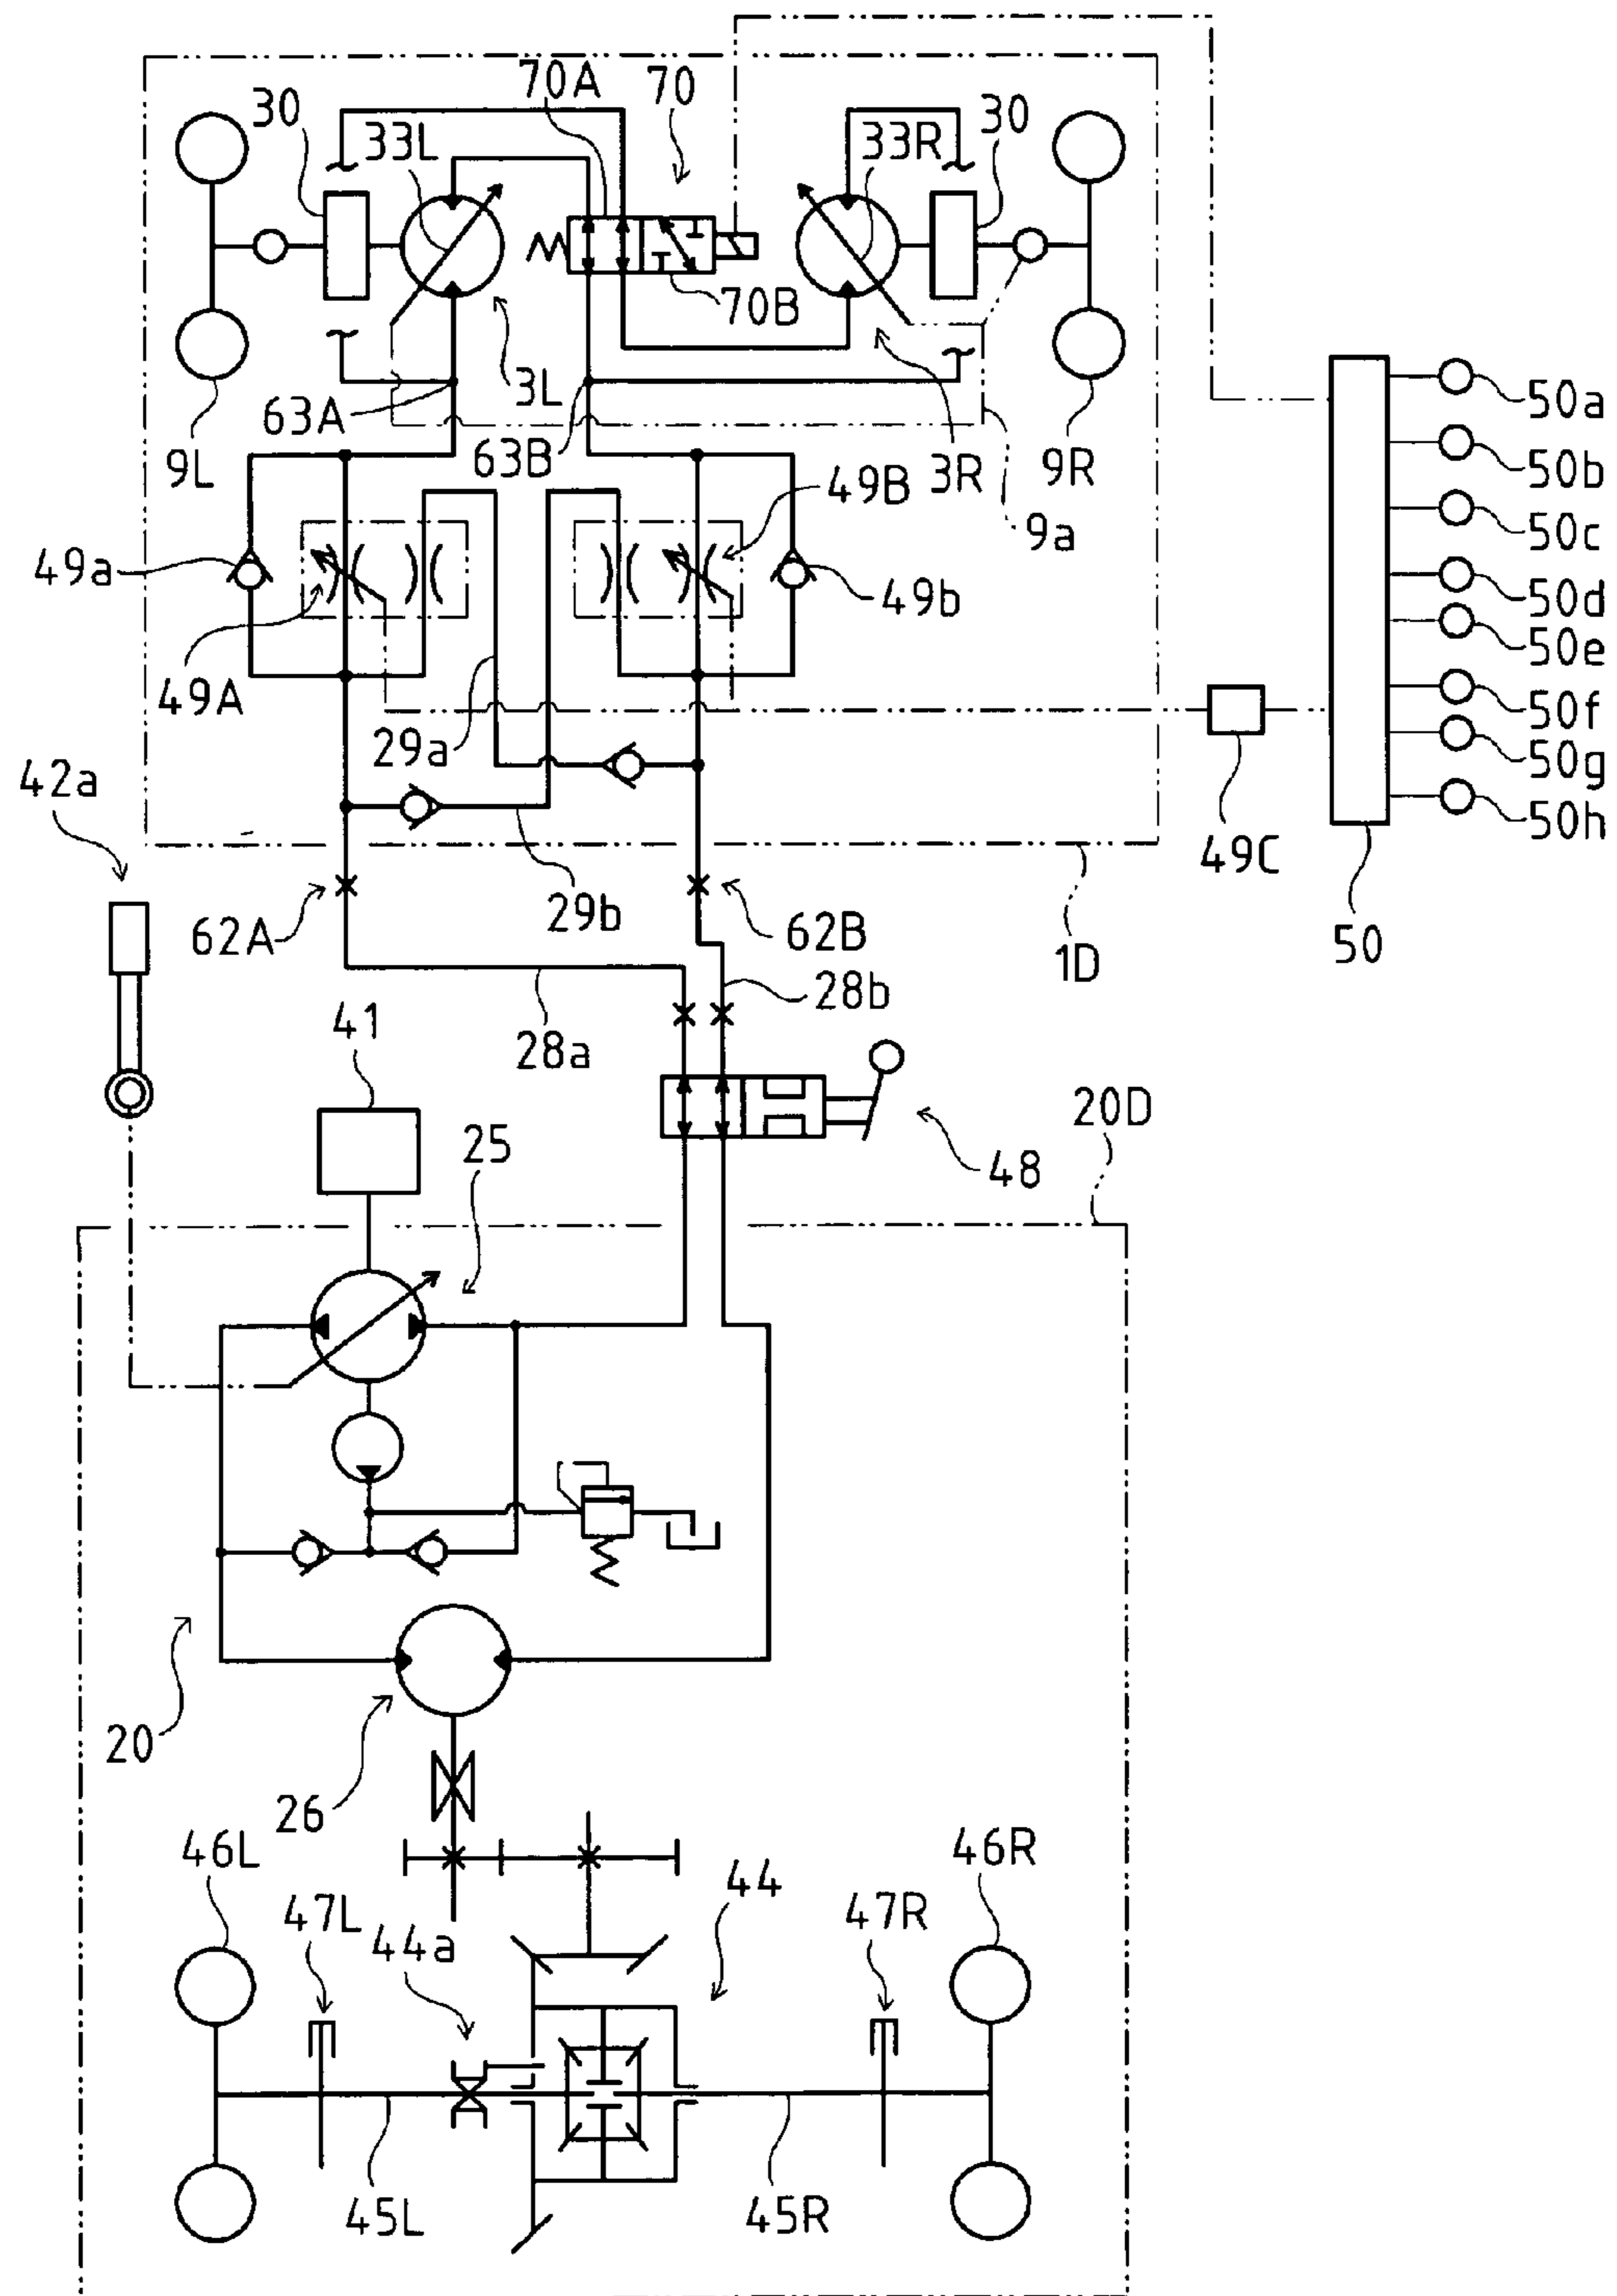 70A
70
30
33L
33R
30
70B
3L
63A
50a
9L
63B
3R
9R
50b
49B
9a
50c
49a
49b
50d
50e
49A
50f
29a
50g
42a
50h
49C
29b
62A
62B
1D
50
28b
41
28a
20D
25
48
20
26
46L
46R
44
47L
47R
44a
45L
45R